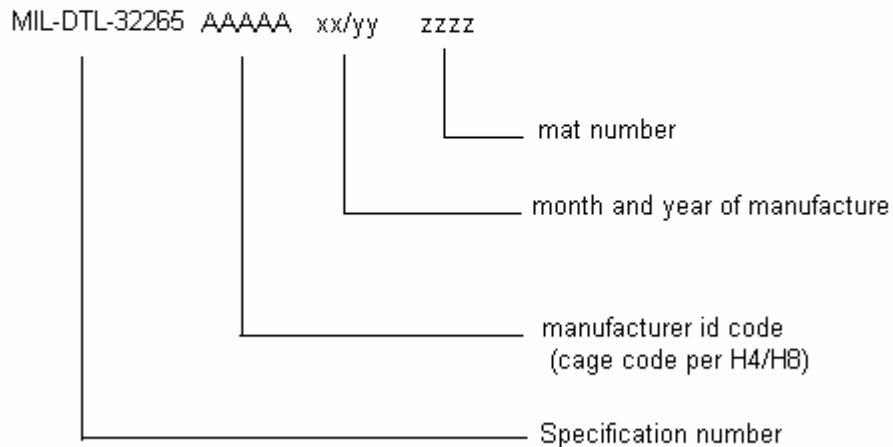 MIL-DTL-32265 AAAAA xx/yy zzzz
mat number
month and year of manufacture
manufacturer id code
(cage code per H4/H8)
Specification number